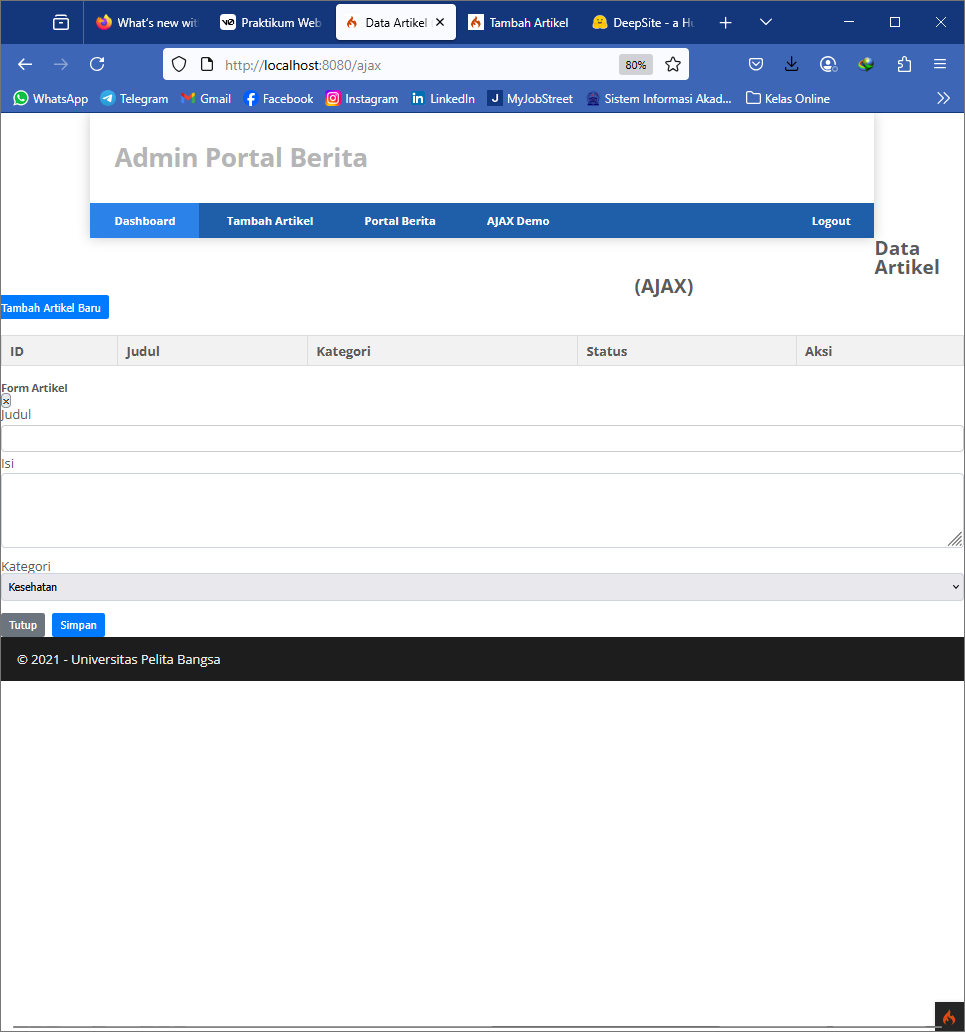 What's new wit
Praktikum Web
Data Artikel
Tambah Artikel
DeepSite - a Hu
http://localhost:8080/ajax
80%
WhatsApp
Telegram
Gmail
Facebook
Instagram
LinkedIn
MyJobStreet
Sistem Informasi Akad...
Kelas Online
Admin Portal Berita
Dashboard
Tambah Artikel
Portal Berita
AJAX Demo
Logout
Data
Artikel
(AJAX)
Tambah Artikel Baru
ID
Judul
Kategori
Status
Aksi
Form Artikel
×
Judul
Isi
Kategori
Kesehatan
Tutup
Simpan
© 2021 - Universitas Pelita Bangsa